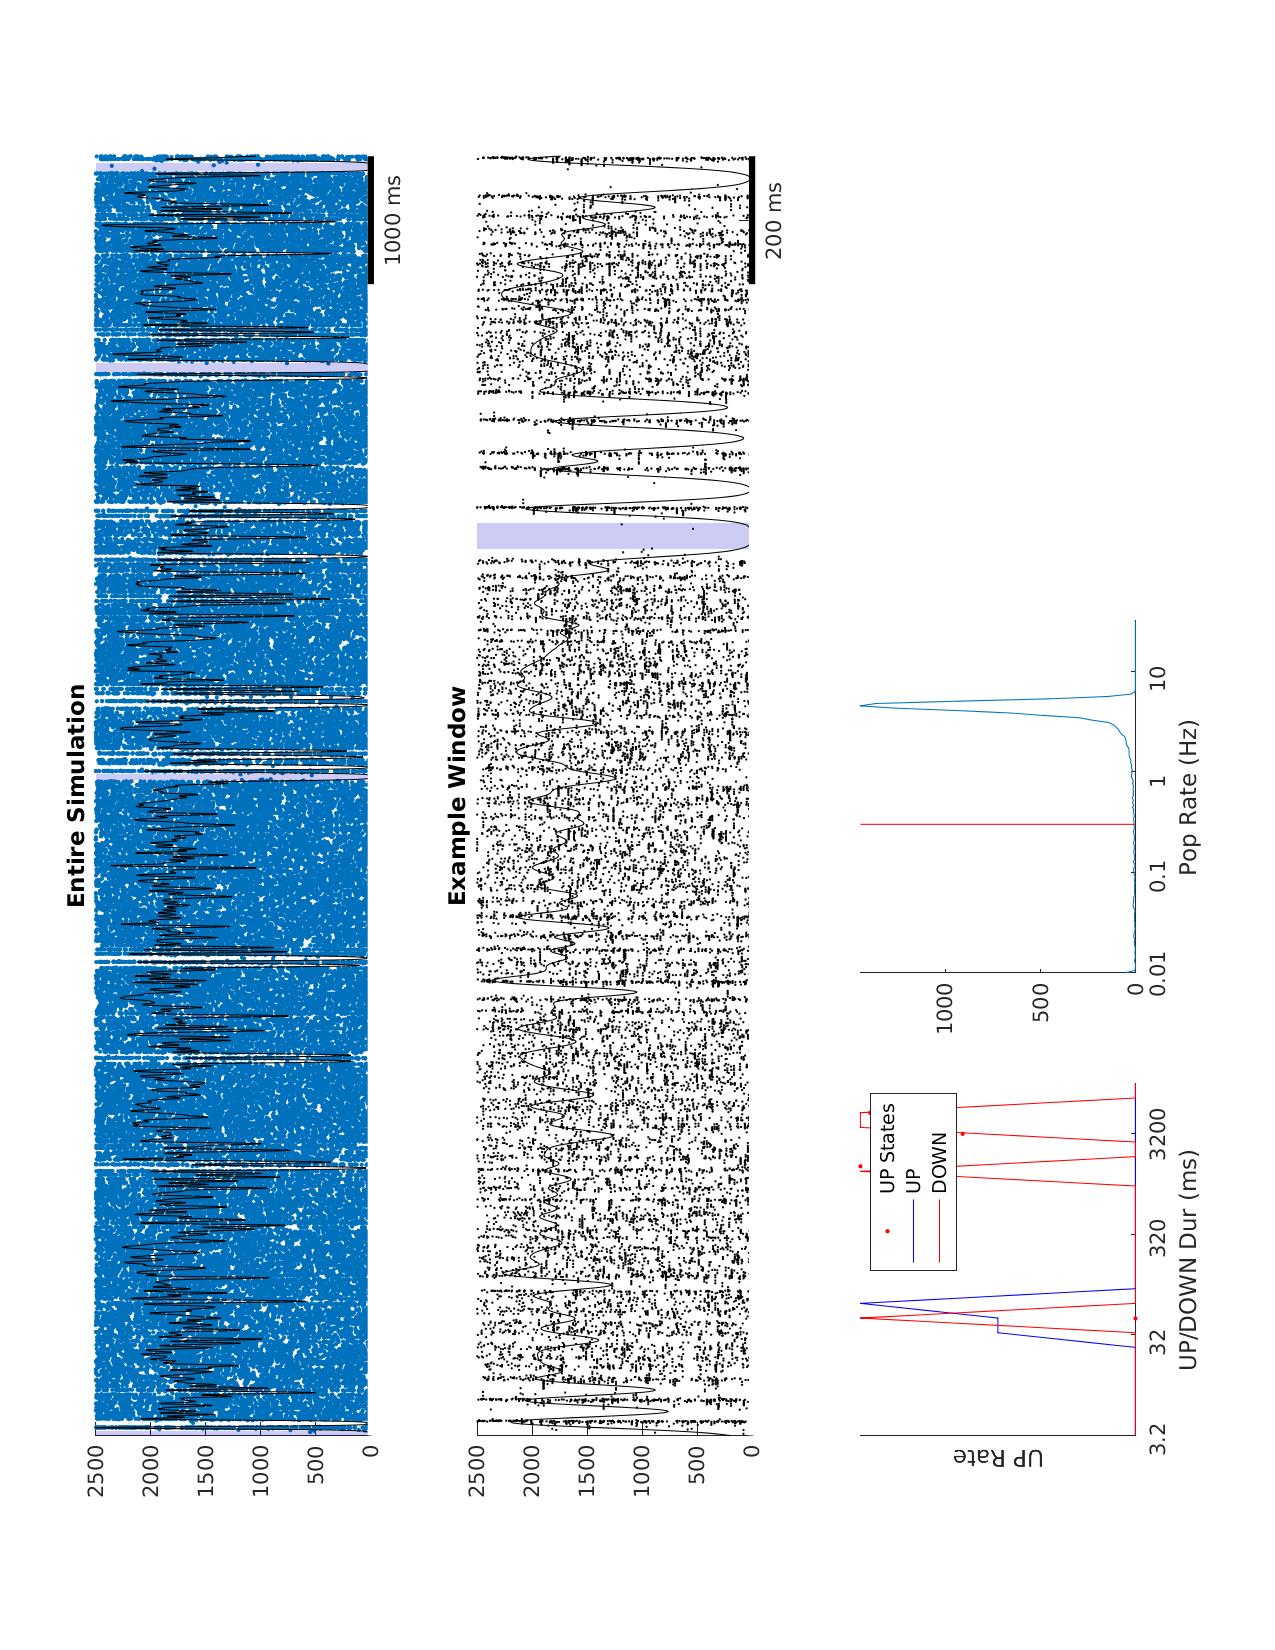 Entire Simulation
2500
2000
1500
1000
500
0
1000 ms
Example Window
2500
2000
1500
1000
500
0
200 ms
UP Rate
UP States
UP
DOWN
3.2
32
320
3200
UP/DOWN Dur (ms)
1000
500
0
0.01
0.1
1
10
Pop Rate (Hz)